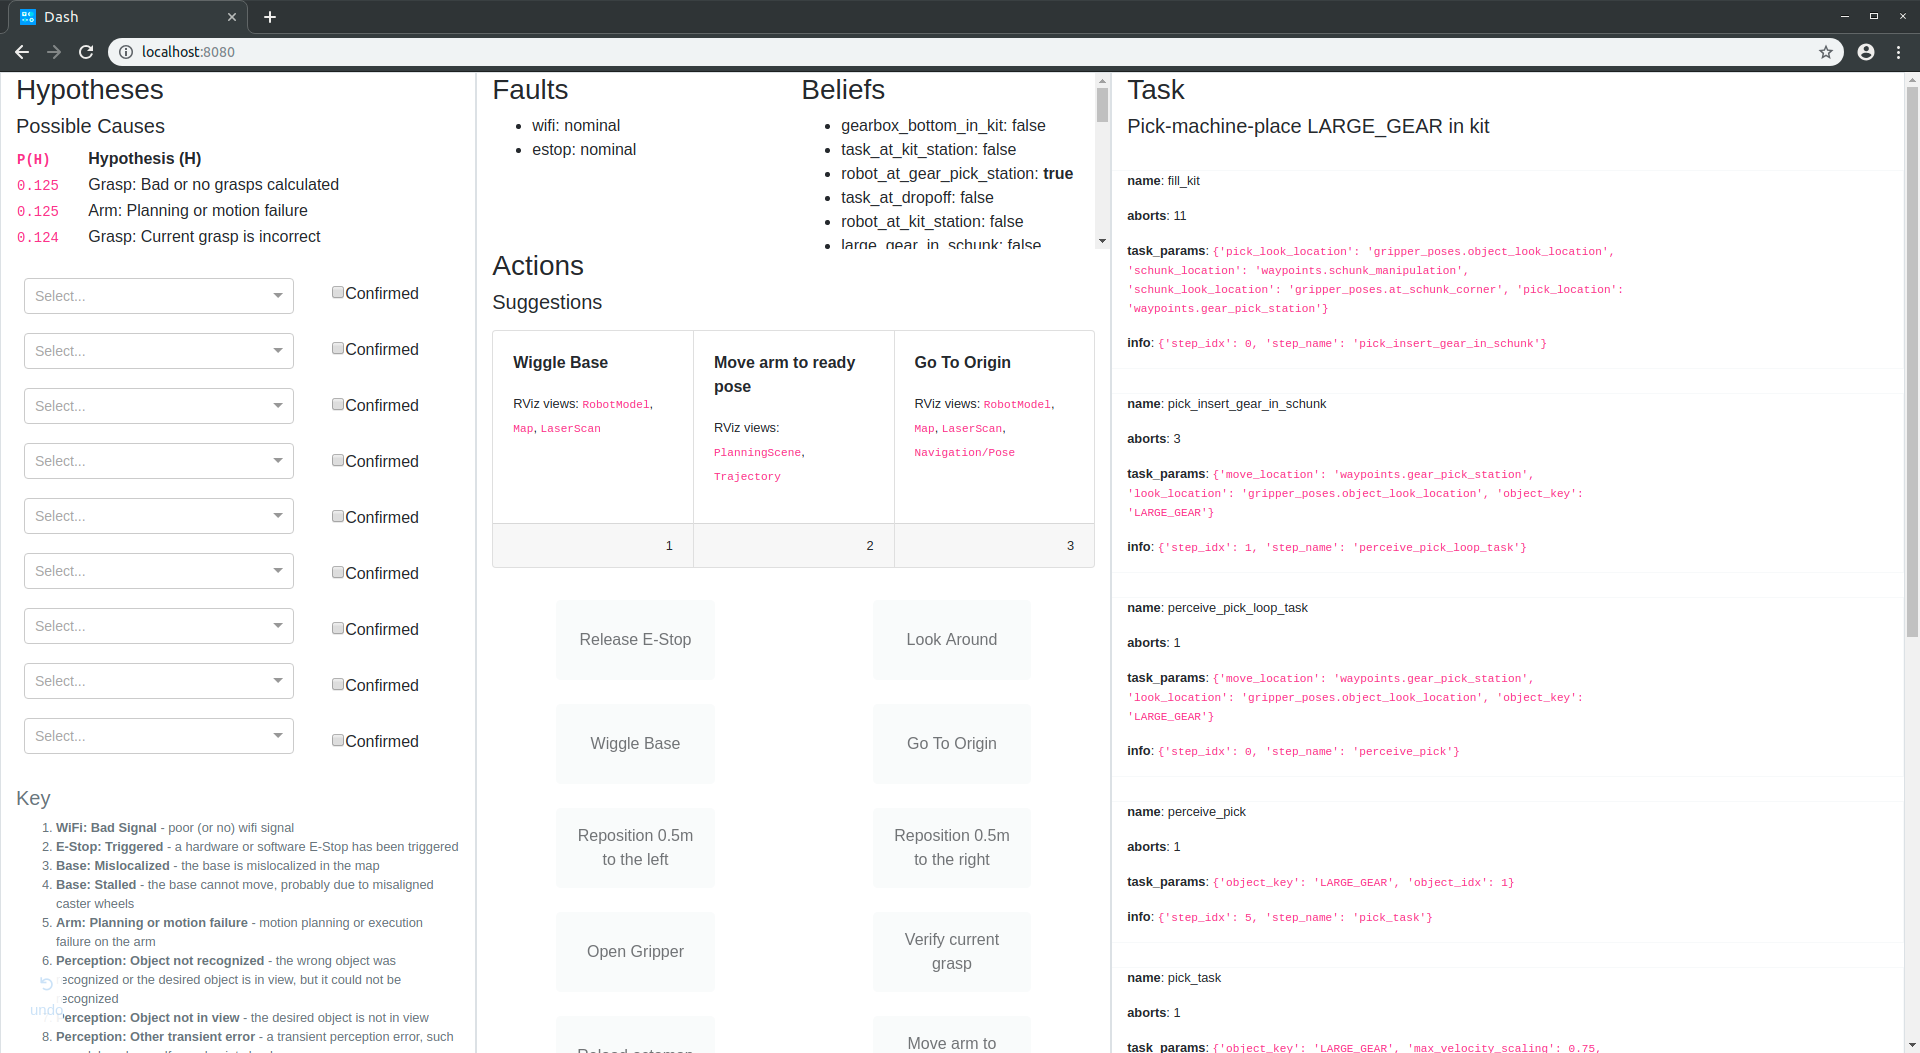 Dash
localhost:8080
Hypotheses
Possible Causes
P(H) Hypothesis (H)
0.125 Grasp: Bad or no grasps calculated
0.125 Arm: Planning or motion failure
0.124 Grasp: Current grasp is incorrect
Select... Confirmed
Select... Confirmed
Select... Confirmed
Select... Confirmed
Select... Confirmed
Select... Confirmed
Select... Confirmed
Select... Confirmed
Select... Confirmed
Key
1. WiFi: Bad Signal - poor (or no) wifi signal
2. E-Stop: Triggered - a hardware or software E-Stop has been triggered
3. Base: Mislocalized - the base is mislocalized in the map
4. Base: Stalled - the base cannot move, probably due to misaligned
caster wheels
5. Arm: Planning or motion failure - motion planning or execution
failure on the arm
6. Perception: Object not recognized - the wrong object was
ecognized or the desired object is in view, but it could not be
ecognized
undo
Perception: Object not in view - the desired object is not in view
8. Perception: Other transient error - a transient perception error, such
Faults
wifi: nominal
estop: nominal
Beliefs
gearbox_bottom_in_kit: false
task_at_kit_station: false
robot_at_gear_pick_station: true
task_at_dropoff: false
robot_at_kit_station: false
large_gear_in_schunk: false
Actions
Suggestions
Wiggle Base
RViz views: RobotModel,
Map, LaserScan
1
Move arm to ready
pose
RViz views:
PlanningScene,
Trajectory
2
Go To Origin
RViz views: RobotModel,
Map, LaserScan,
Navigation/Pose
3
Release E-Stop
Look Around
Wiggle Base
Go To Origin
Reposition 0.5m
to the left
Reposition 0.5m
to the right
Open Gripper
Verify current
grasp
Move arm to
Task
Pick-machine-place LARGE_GEAR in kit
name: fill_kit
aborts: 11
task_params: {'pick_look_location': 'gripper_poses.object_look_location',
'schunk_location': 'waypoints.schunk_manipulation',
'schunk_look_location': 'gripper_poses.at_schunk_corner', 'pick_location':
'waypoints.gear_pick_station'}
info: {'step_idx': 0, 'step_name': 'pick_insert_gear_in_schunk'}
name: pick_insert_gear_in_schunk
aborts: 3
task_params: {'move_location': 'waypoints.gear_pick_station',
'look_location': 'gripper_poses.object_look_location', 'object_key':
'LARGE_GEAR'}
info: {'step_idx': 1, 'step_name': 'perceive_pick_loop_task'}
name: perceive_pick_loop_task
aborts: 1
task_params: {'move_location': 'waypoints.gear_pick_station',
'look_location': 'gripper_poses.object_look_location', 'object_key':
'LARGE_GEAR'}
info: {'step_idx': 0, 'step_name': 'perceive_pick'}
name: perceive_pick
aborts: 1
task_params: {'object_key': 'LARGE_GEAR', 'object_idx': 1}
info: {'step_idx': 5, 'step_name': 'pick_task'}
name: pick_task
aborts: 1
task_params: {'object_key': 'LARGE_GEAR', 'max_velocity_scaling': 0.75,